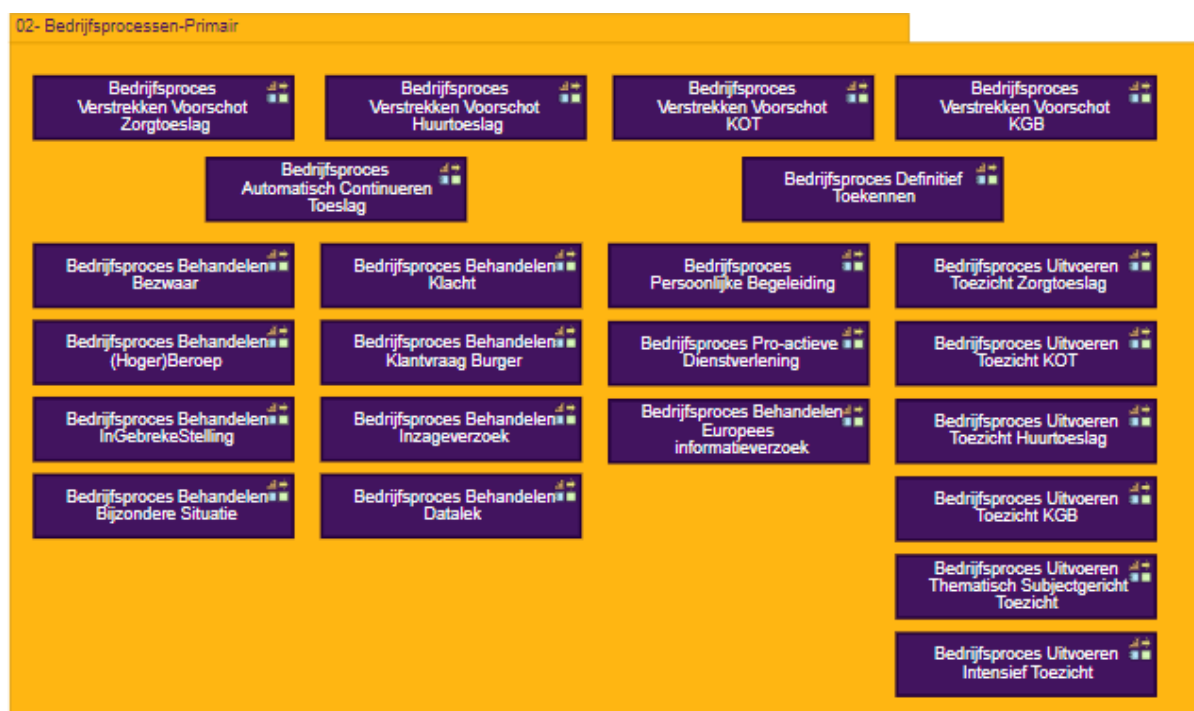 02- Bedrijfsprocessen-Primair
Bedrijfsproces
Verstrekken Voorschot
Zorgtoeslag
Bedrijfsproces
Verstrekken Voorschot
Huurtoeslag
Bedrijfsproces
Verstrekken Voorschot
KOT
Bedrijfsproces
Verstrekken Voorschot
KGB
Bedrijfsproces
Automatisch Continueren
Toeslag
Bedrijfsproces Definitief
Toekennen
Bedrijfsproces Behandelen
Bezwaar
Bedrijfsproces Behandelen
Klacht
Bedrijfsproces
Persoonlijke Begeleiding
Bedrijfsproces Uitvoeren
Toezicht Zorgtoeslag
Bedrijfsproces Behandelen
(Hoger)Beroep
Bedrijfsproces Behandelen
Klantvraag Burger
Bedrijfsproces Pro-actieve
Dienstverlening
Bedrijfsproces Uitvoeren
Toezicht KOT
Bedrijfsproces Behandelen
InGebrekeStelling
Bedrijfsproces Behandelen
Inzageverzoek
Bedrijfsproces Behandelen
Europees
informatieverzoek
Bedrijfsproces Uitvoeren
Toezicht Huurtoeslag
Bedrijfsproces Behandelen
Bijzondere Situatie
Bedrijfsproces Behandelen
Datalek
Bedrijfsproces Uitvoeren
Toezicht KGB
Bedrijfsproces Uitvoeren
Thematisch Subjectgericht
Toezicht
Bedrijfsproces Uitvoeren
Intensief Toezicht